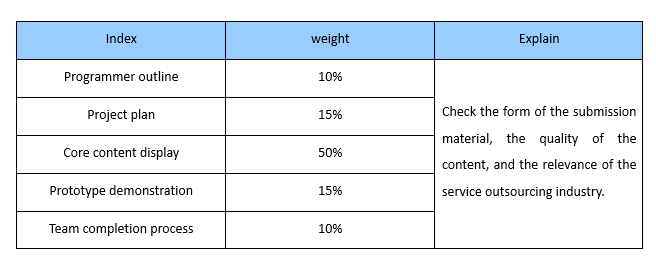 Index weight Explain
Programmer outline 10%
Project plan 15%
Core content display 50%
Prototype demonstration 15%
Team completion process 10%
Check the form of the submission
material, the quality of the
content, and the relevance of the
service outsourcing industry.